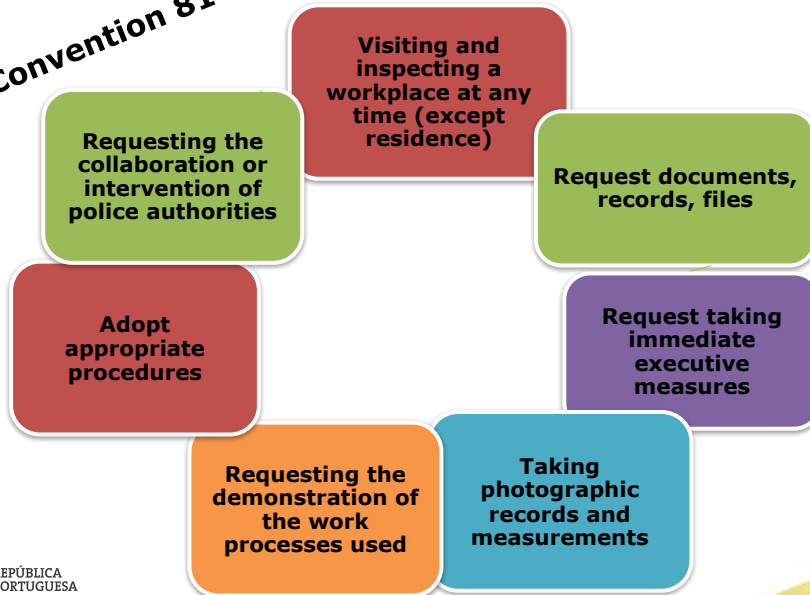 Convention 81
Visiting and
inspecting a
workplace at any
time (except
residence)
Requesting the
collaboration or
intervention of
police authorities
Request documents,
records, files
Adopt
appropriate
procedures
Request taking
immediate
executive
measures
Requesting the
demonstration of
the work
processes used
Taking
photographic
records and
measurements
EPÚBLICA
ORTUGUESA